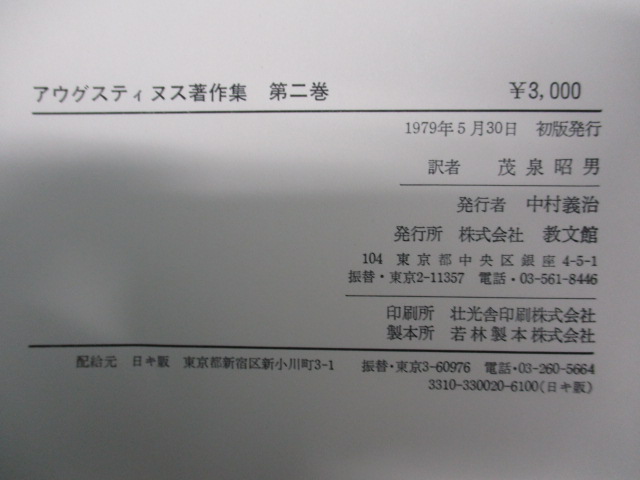 アウグスティヌス著作集 第二巻 ￥3,000
1979年5月30日 初版発行
訳者 茂泉昭男
発行者 中村義治
発行所 株式会社 教文館
104 東京都中央区銀座4-5-1
振替・東京2-11357 電話・03-561-8446
印刷所 壮光舎印刷株式会社
製本所 若林製本株式会社
配給元 日キ販 東京都新宿区新小川町3-1 振替・東京3-60976 電話・03-260-5664
3310-330020-6100(日キ販)